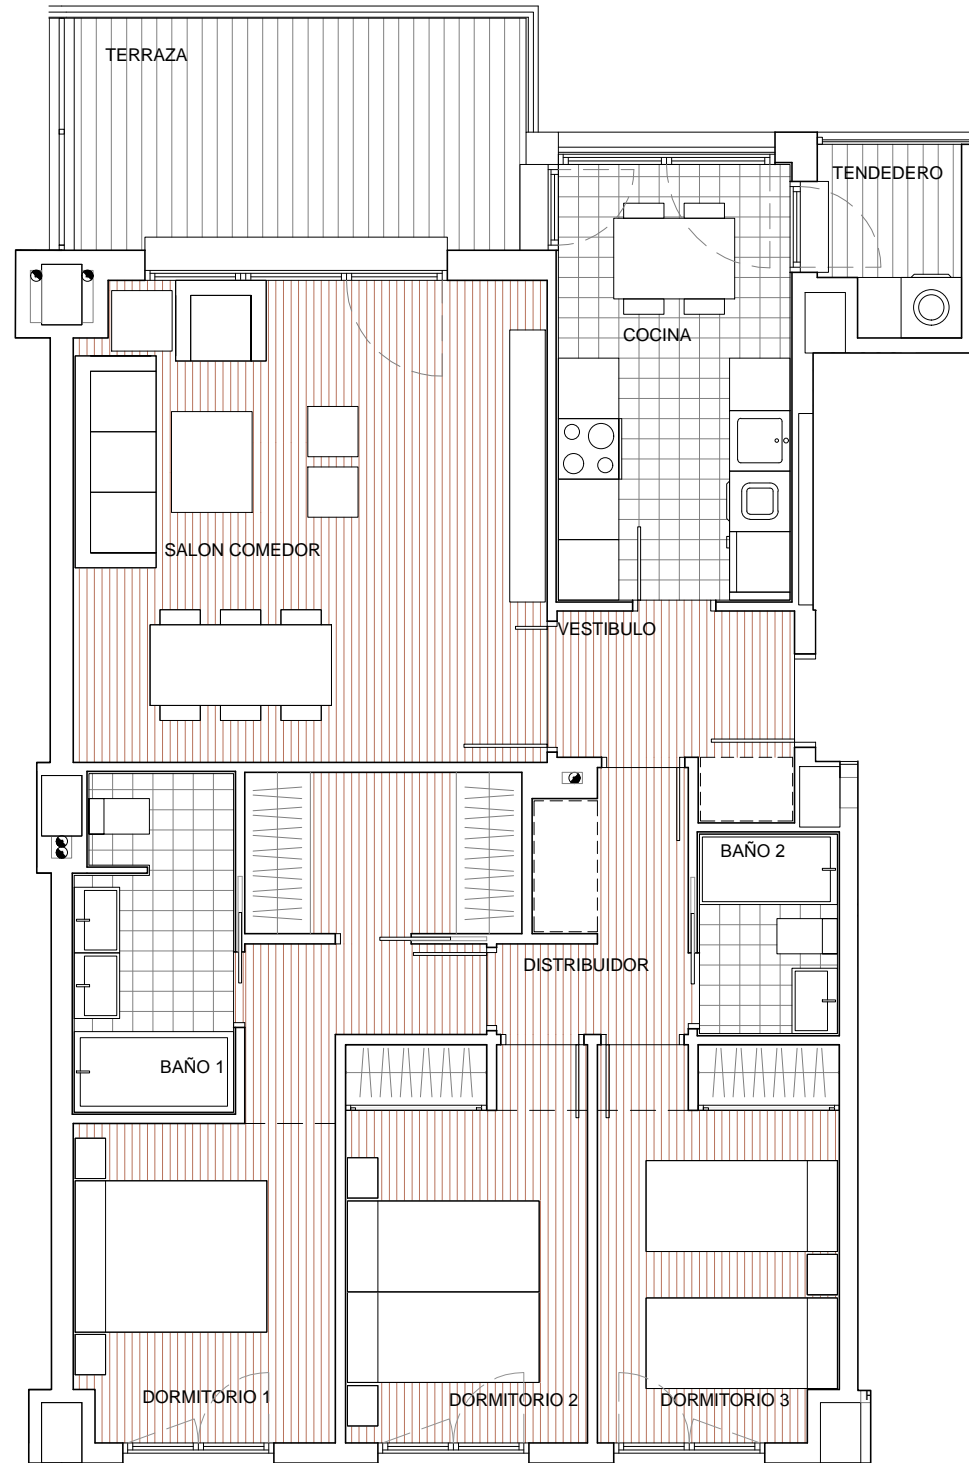 TERRAZA
TENDEDERO
COCINA
SALON COMEDOR
VESTIBULO
BAÑO 2
DISTRIBUIDOR
BAÑO 1
DORMITORIO 1
DORMITORIO 2
DORMITORIO 3